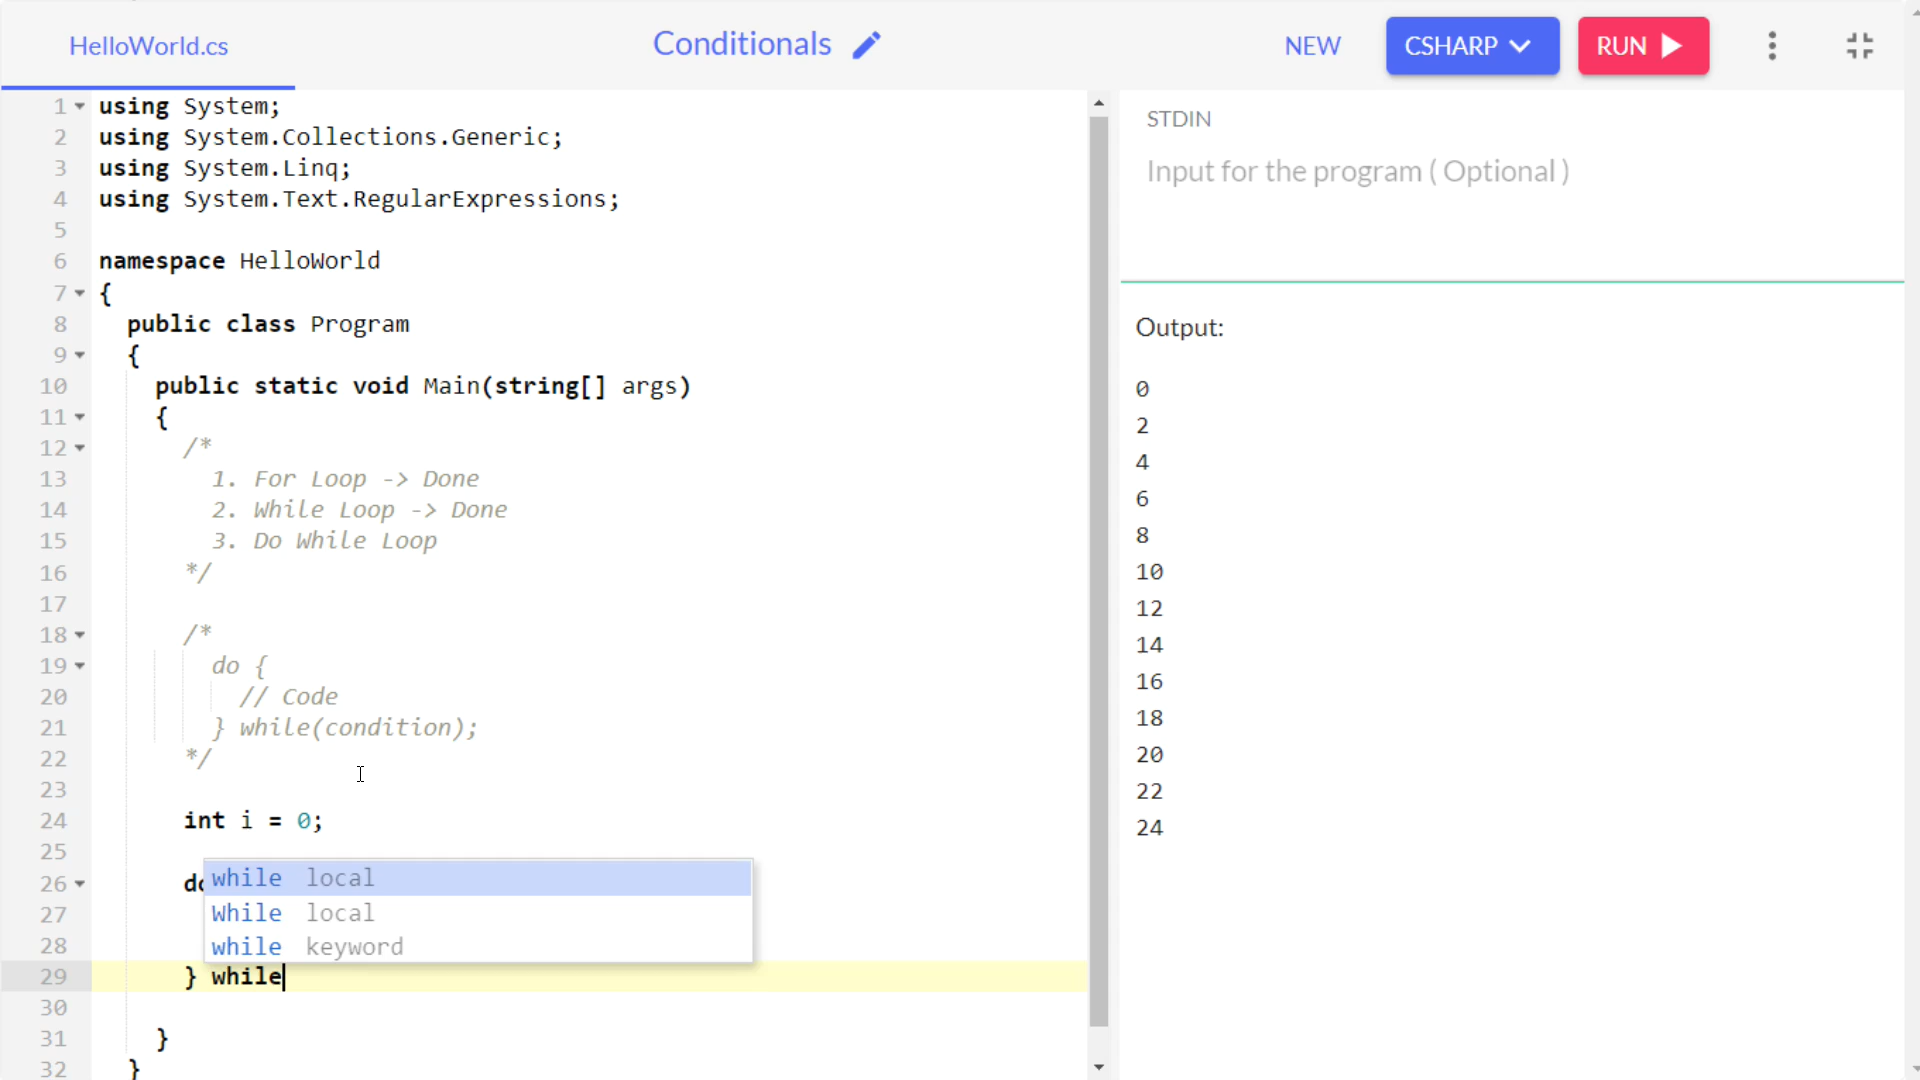 HelloWorld.cs
Conditionals
NEW
CSHARP
RUN
1 using System;
2 using System.Collections.Generic;
3 using System.Linq;
4 using System.Text.RegularExpressions;
5
6 namespace HelloWorld
7 {
8 public class Program
9 {
10 public static void Main(string[] args)
11 {
12 /*
13 1. For Loop -> Done
14 2. While Loop -> Done
15 3. Do While Loop
16 */
17
18 /*
19 do {
20 // Code
21 } while(condition);
22 */
23
24 int i = 0;
25
while local
26 do
While local
27
28
while keyword
29 } while
30
31 }
32 }
STDIN
Input for the program ( Optional )
Output:
0
2
4
6
8
10
12
14
16
18
20
22
24